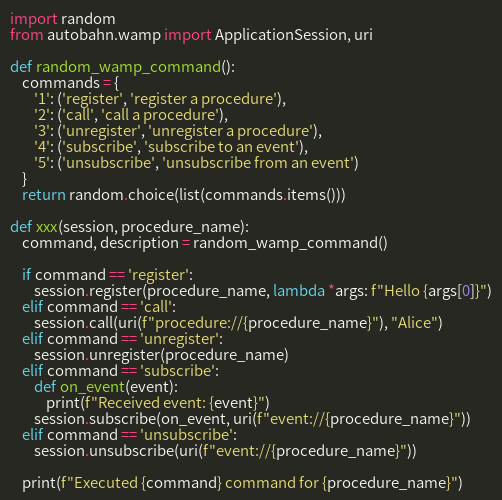 import random
from autobahn.wamp import ApplicationSession, uri

def random_wamp_command():
    commands = {
        '1': ('register', 'register a procedure'),
        '2': ('call', 'call a procedure'),
        '3': ('unregister', 'unregister a procedure'),
        '4': ('subscribe', 'subscribe to an event'),
        '5': ('unsubscribe', 'unsubscribe from an event')
    }
    return random.choice(list(commands.items()))

def xxx(session, procedure_name):
    command, description = random_wamp_command()

    if command == 'register':
        session.register(procedure_name, lambda *args: f"Hello {args[0]}")
    elif command == 'call':
        session.call(uri(f"procedure://{procedure_name}"), "Alice")
    elif command == 'unregister':
        session.unregister(procedure_name)
    elif command == 'subscribe':
        def on_event(event):
            print(f"Received event: {event}")
        session.subscribe(on_event, uri(f"event://{procedure_name}"))
    elif command == 'unsubscribe':
        session.unsubscribe(uri(f"event://{procedure_name}"))

    print(f"Executed {command} command for {procedure_name}")